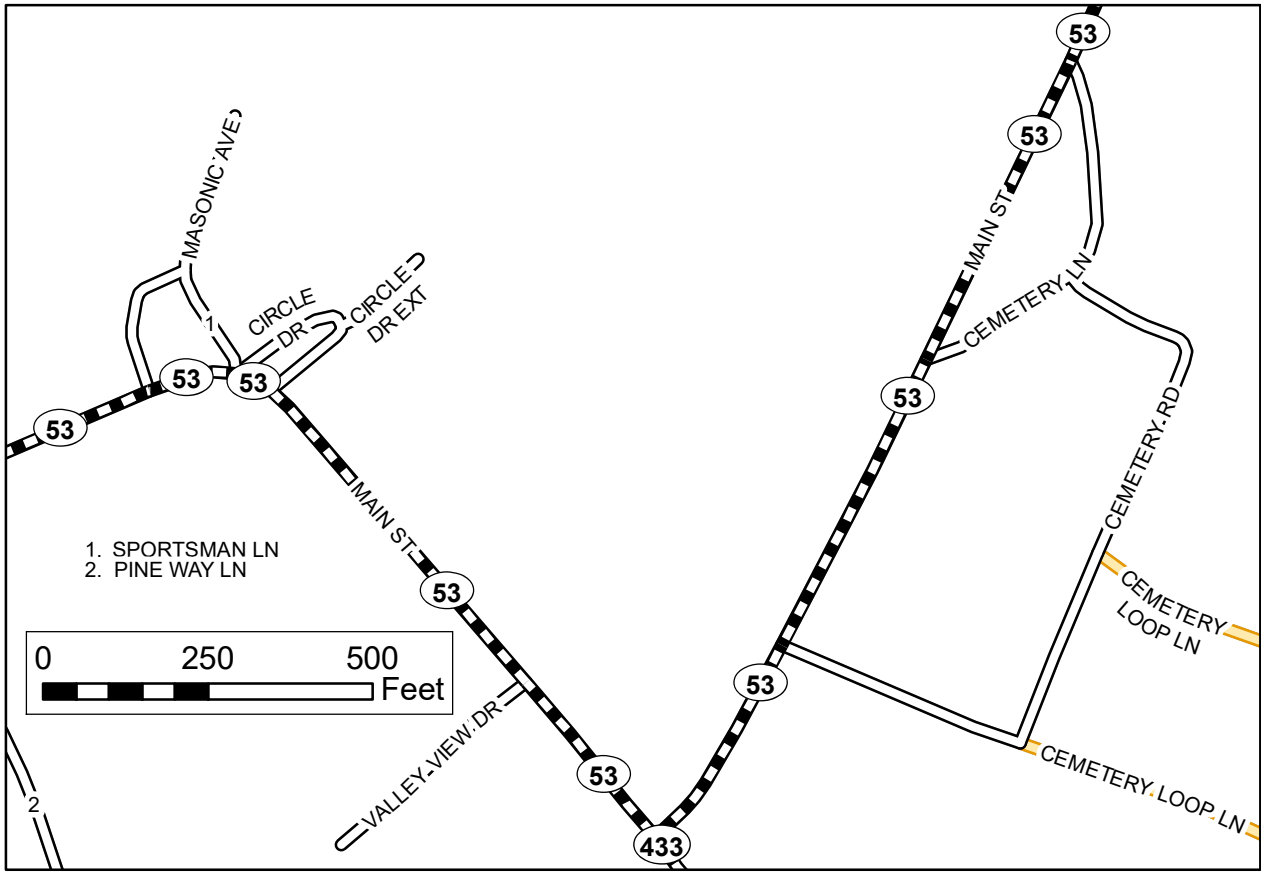 53
53
MASONIC AVE
MAIN ST
CIRCLE
DR
CIRCLE
DR EXT
CEMETERY LN
1
53
53
53
53
CEMETERY RD
MAIN ST
1. SPORTSMAN LN
2. PINE WAY LN
53
CEMETERY
LOOP LN
0 250 500
Feet
53
VALLEY VIEW DR
53
CEMETERY LOOP LN
2
433